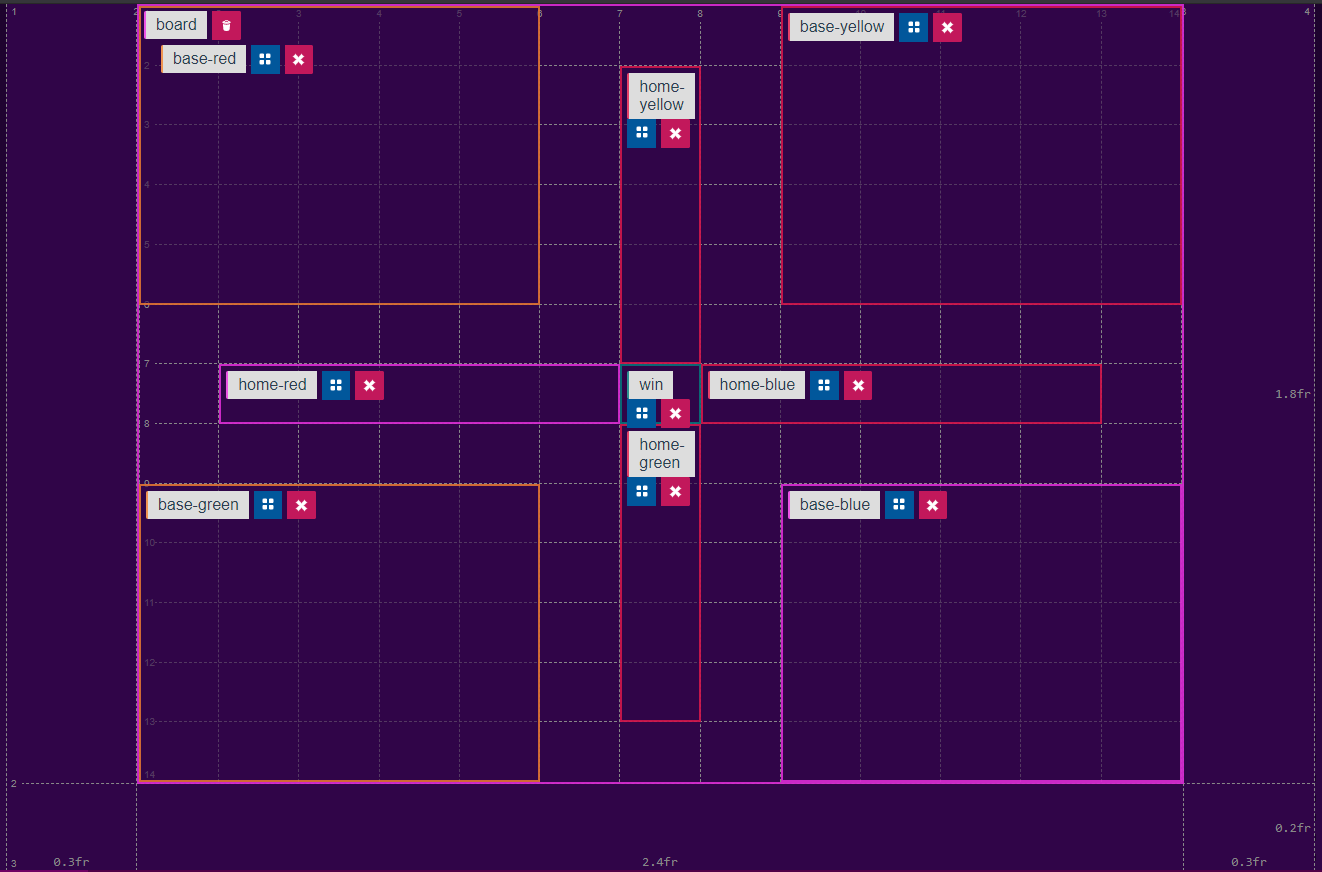 1 2 3 4 5 6 7 8 9 10 11 12 13 14 3 4
board
base-red
base-yellow
2
home-
yellow
3
4
5
6
7
home-red
win
home-blue
1.8fr
8
home-
green
9
base-green
base-blue
10
11
12
13
14
2
0.2fr
3 0.3fr 2.4fr 0.3fr